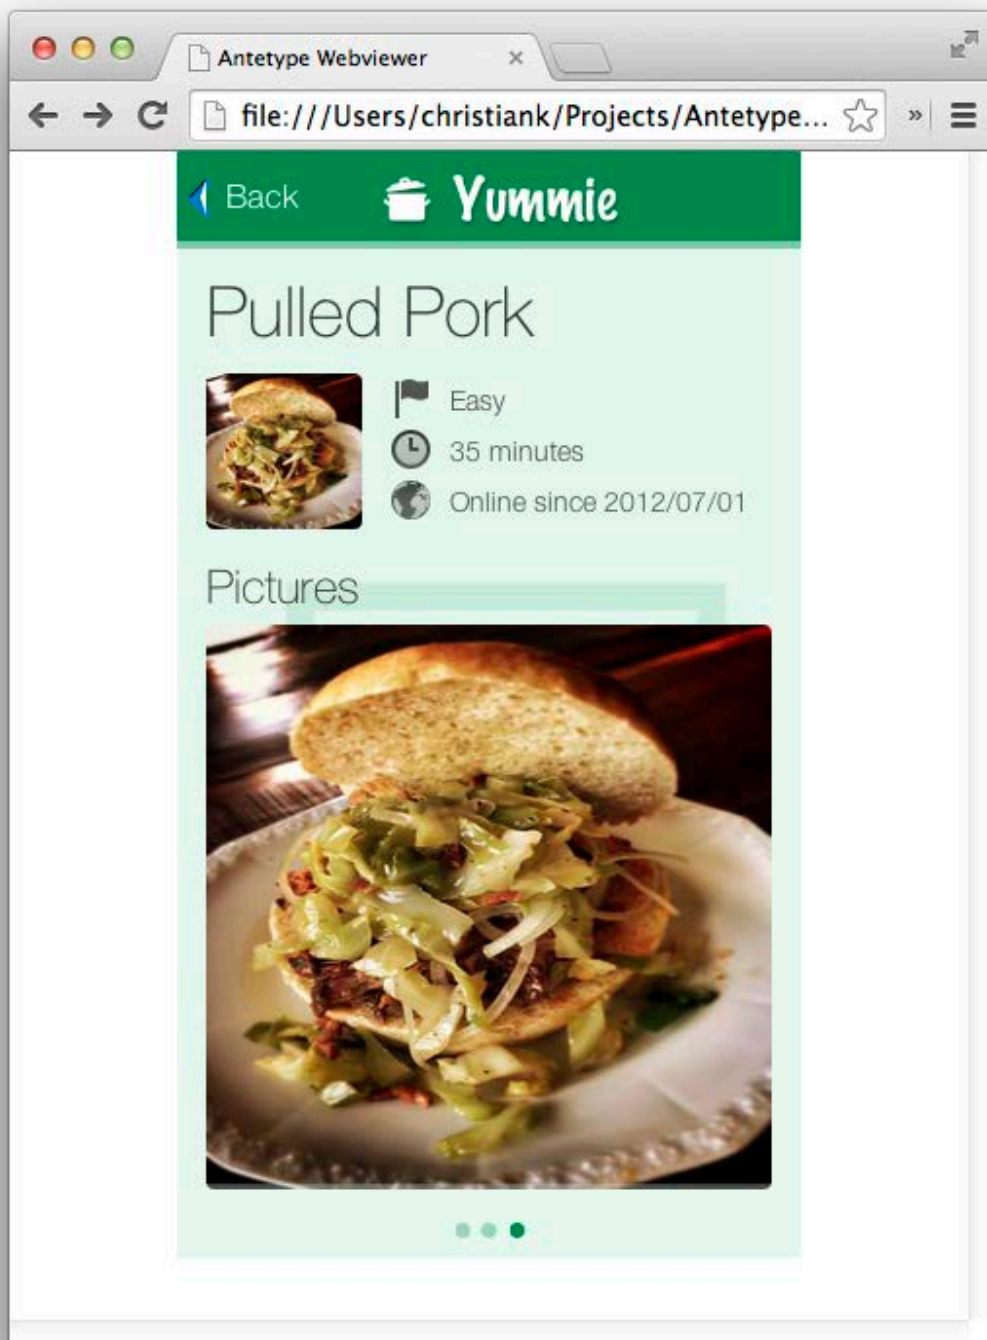 Antetype Webviewer
file:///Users/christiank/Projects/Antetype...
Back
Yummie
Pulled Pork
Easy
35 minutes
Online since 2012/07/01
Pictures